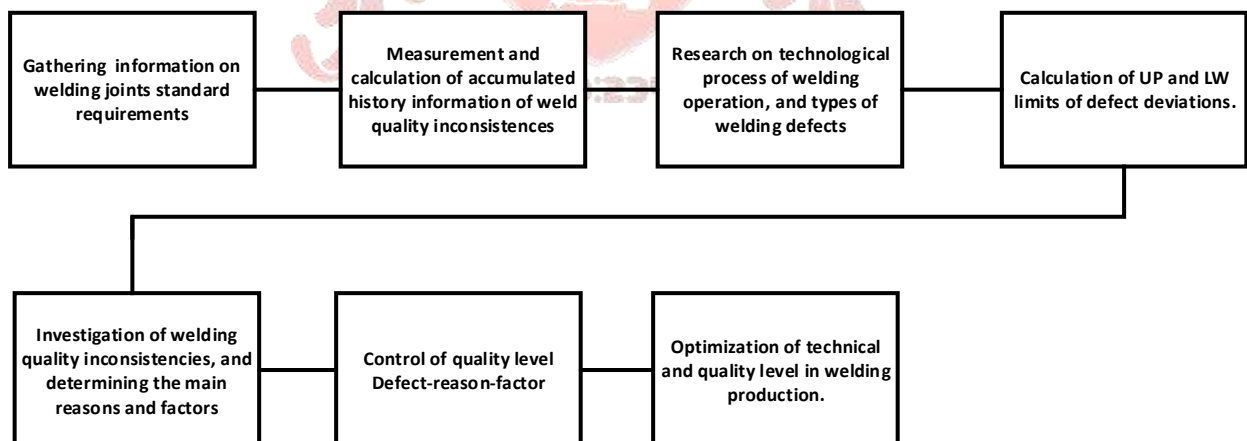 Gathering information on
welding joints standard
requirements
Measurement and
calculation of accumulated
history information of weld
quality inconsistences
Research on technological
process of welding
operation, and types of
welding defects
Calculation of UP and LW
limits of defect deviations.
Investigation of welding
quality inconsistencies, and
determining the main
reasons and factors
Control of quality level
Defect-reason-factor
Optimization of technical
and quality level in welding
production.